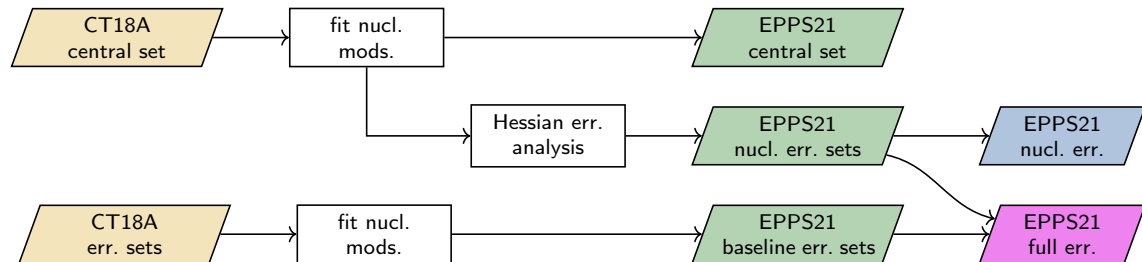 CT18A
central set
fit nucl.
mods.
EPPS21
central set
Hessian err.
analysis
EPPS21
nucl. err. sets
EPPS21
nucl. err.
CT18A
err. sets
fit nucl.
mods.
EPPS21
baseline err. sets
EPPS21
full err.